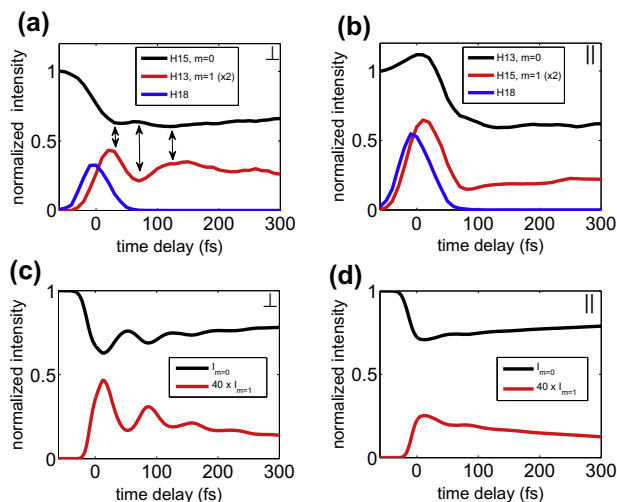 (a)
normalized intensity
1
0.5
0
H15, m=0
H13, m=1 (x2)
H18
⊥
0
100
200
300
time delay (fs)
(b)
normalized intensity
1
0.5
0
H13, m=0
H15, m=1 (x2)
H18
||
0
100
200
300
time delay (fs)
(c)
normalized intensity
1
0.5
0
⊥
I_m=0
40 x I_m=1
0
100
200
300
time delay (fs)
(d)
normalized intensity
1
0.5
0
||
I_m=0
40 x I_m=1
0
100
200
300
time delay (fs)